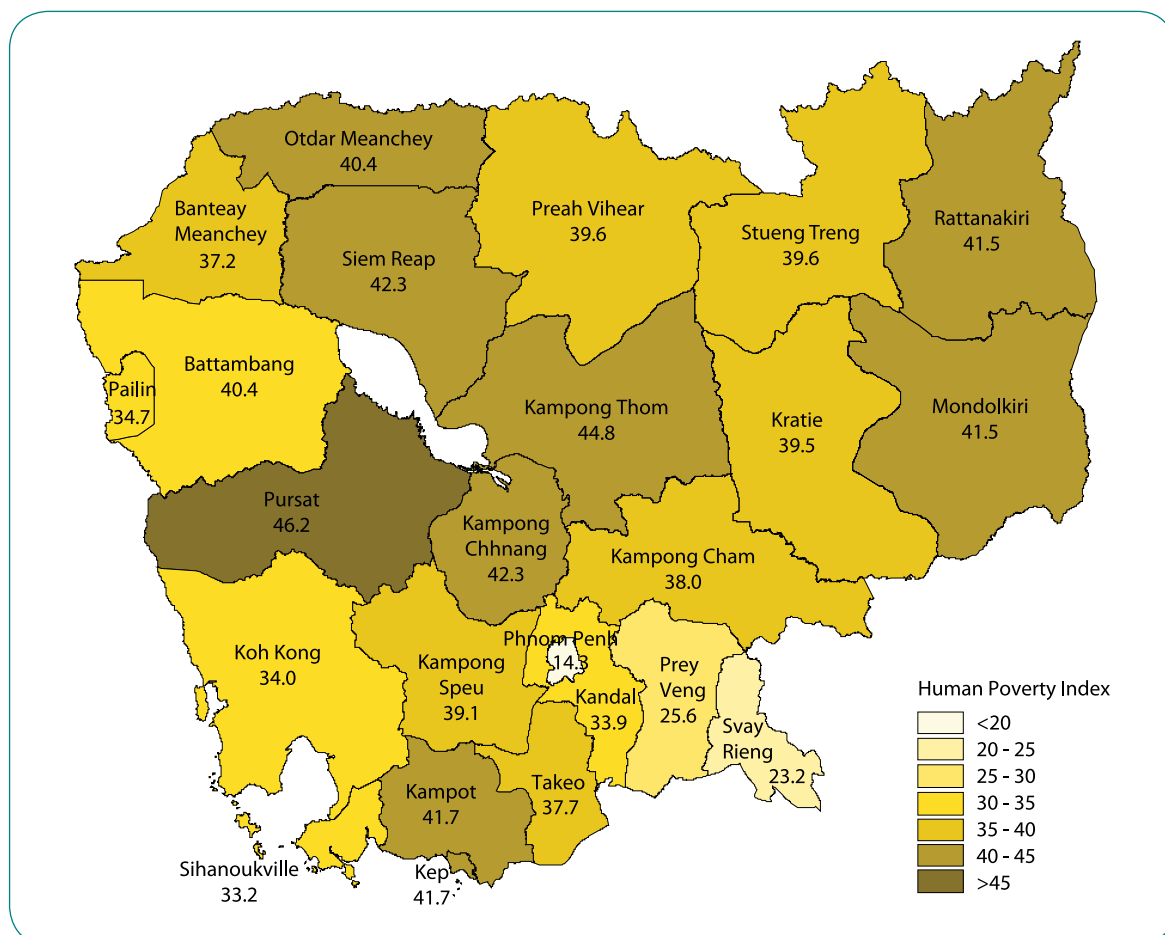 Otdar Meanchey
40.4
Banteay
Meanchey
37.2
Siem Reap
42.3
Preah Vihear
39.6
Stueng Treng
39.6
Rattanakiri
41.5
Battambang
40.4
Pailin
34.7
Kampong Thom
44.8
Kratie
39.5
Mondolkiri
41.5
Pursat
46.2
Kampong
Chhnang
42.3
Kampong Cham
38.0
Koh Kong
34.0
Kampong
Speu
39.1
Phnom Penh
14.3
Kandal
33.9
Prey
Veng
25.6
Svay
Rieng
23.2
Takeo
37.7
Kampot
41.7
Sihanoukville
33.2
Kep
41.7
Human Poverty Index
<20
20 - 25
25 - 30
30 - 35
35 - 40
40 - 45
>45